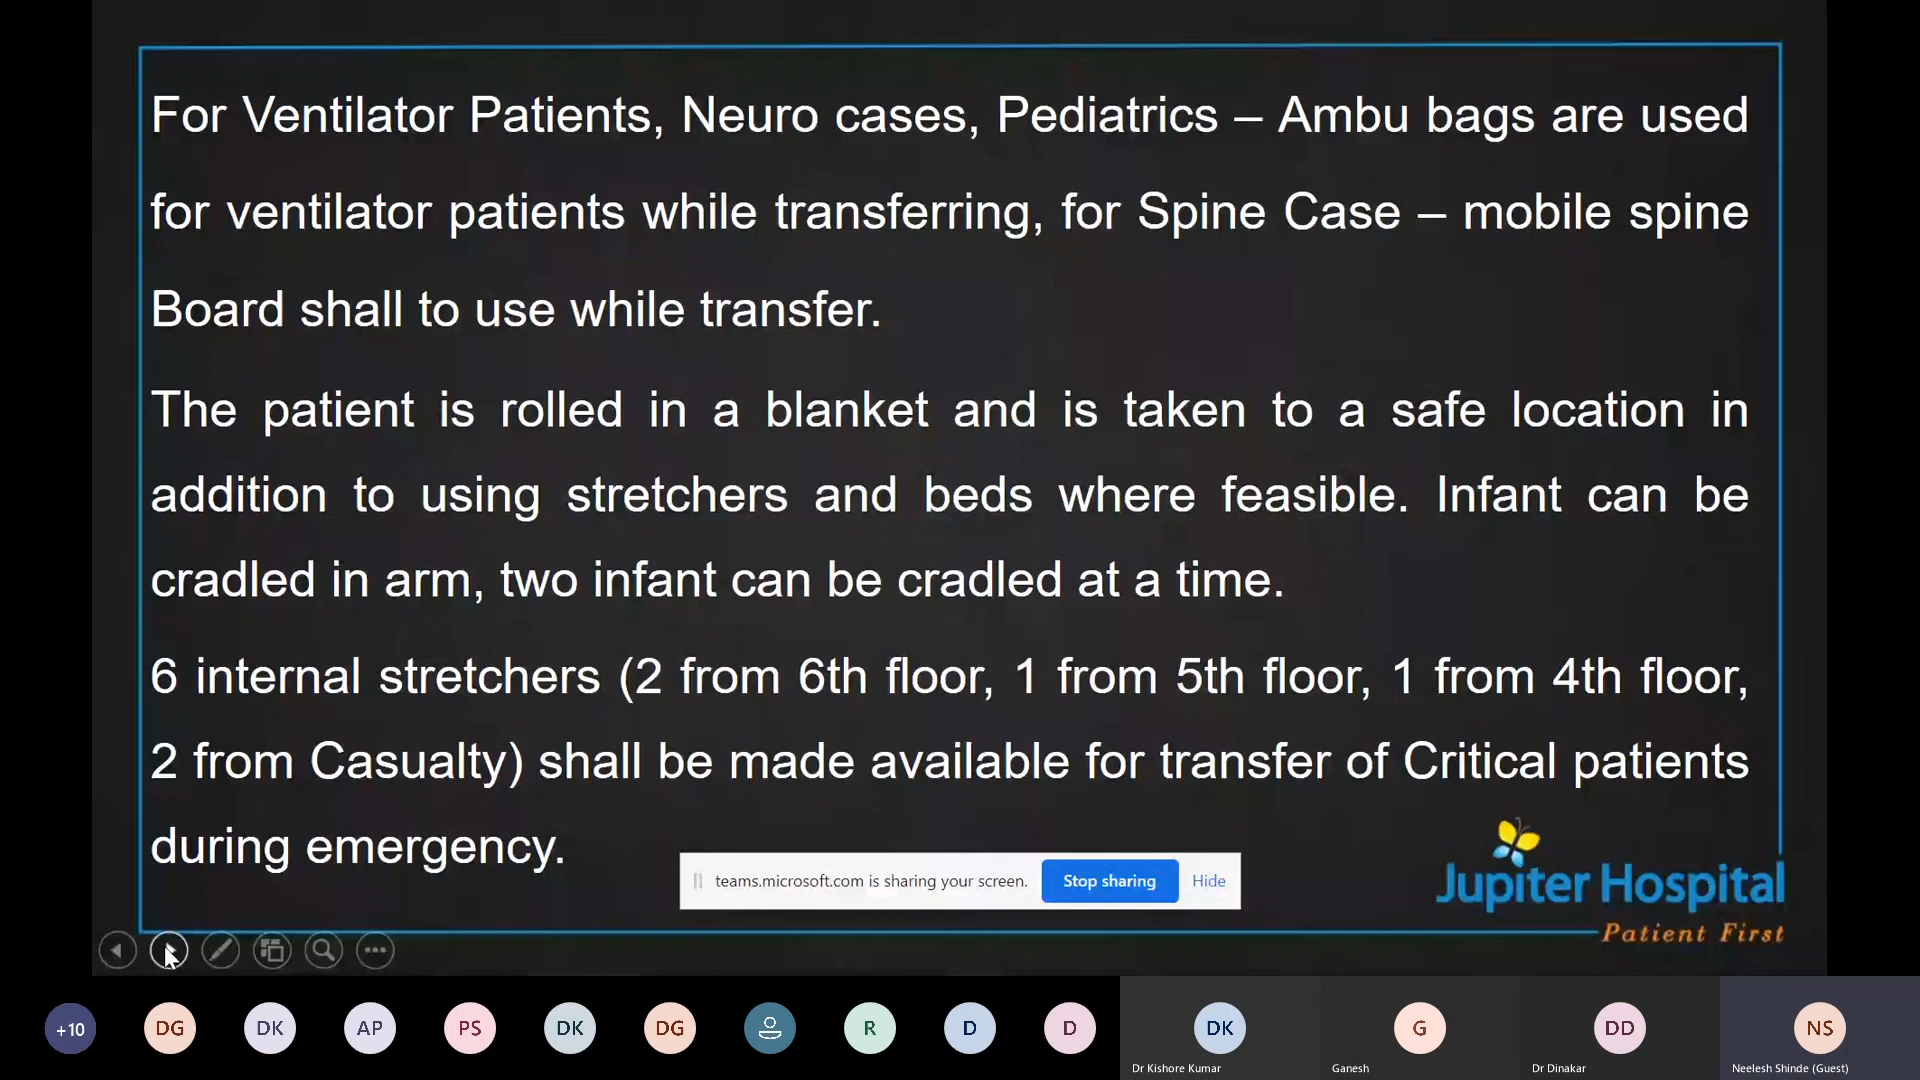 For Ventilator Patients, Neuro cases, Pediatrics – Ambu bags are used
for ventilator patients while transferring, for Spine Case – mobile spine
Board shall to use while transfer.
The patient is rolled in a blanket and is taken to a safe location in
addition to using stretchers and beds where feasible. Infant can be
cradled in arm, two infant can be cradled at a time.
6 internal stretchers (2 from 6th floor, 1 from 5th floor, 1 from 4th floor,
2 from Casualty) shall be made available for transfer of Critical patients
during emergency.
teams.microsoft.com is sharing your screen. Stop sharing Hide
Jupiter Hospital
Patient First
+10 DG DK AP PS DK DG R D D DK G DD NS
Dr Kishore Kumar Ganesh Dr Dinakar Neelesh Shinde (Guest)